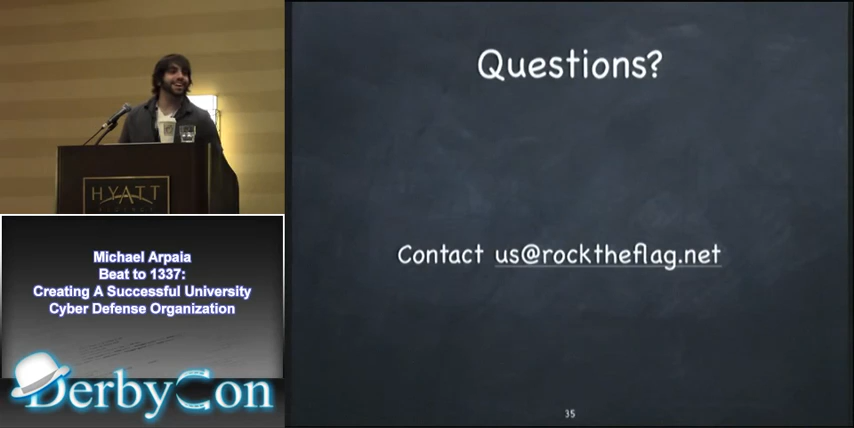 HYATT
Michael Arpaia
Beat to 1337:
Creating A Successful University
Cyber Defense Organization
DerbyCon
Questions?
Contact us@rocktheflag.net
35